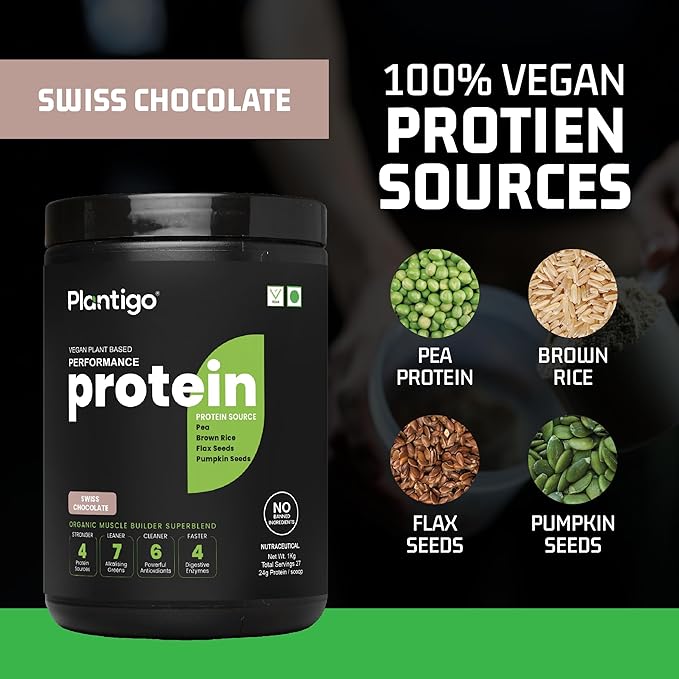 SWISS CHOCOLATE
100% VEGAN
PROTIEN
SOURCES
PEA
PROTEIN
BROWN
RICE
FLAX
SEEDS
PUMPKIN
SEEDS
Plantigo®
VEGAN PLANT BASED
PERFORMANCE
protein
PROTEIN SOURCE
Pea
Brown Rice
Flax Seeds
Pumpkin Seeds
SWISS
CHOCOLATE
NO
BANNED
INGREDIENTS
ORGANIC MUSCLE BUILDER SUPERBLEND
STRONGER
4
Protein
Sources
LEANER
7
Alkalising
Greens
CLEANER
6
Powerful
Antioxidants
FASTER
4
Digestive
Enzymes
NUTRACEUTICAL
Net Wt. 1Kg
Total Servings 27
24g Protein / scoop